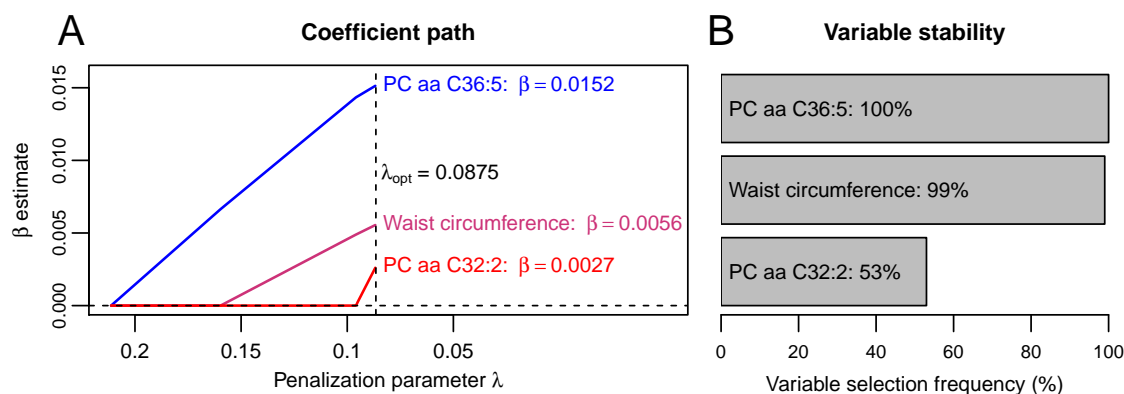 A
Coefficient path
β estimate
0.000
0.005
0.010
0.015
PC aa C36:5: β = 0.0152
λopt = 0.0875
Waist circumference: β = 0.0056
PC aa C32:2: β = 0.0027
0.2
0.15
0.1
0.05
Penalization parameter λ
B
Variable stability
PC aa C36:5: 100%
Waist circumference: 99%
PC aa C32:2: 53%
0
20
40
60
80
100
Variable selection frequency (%)